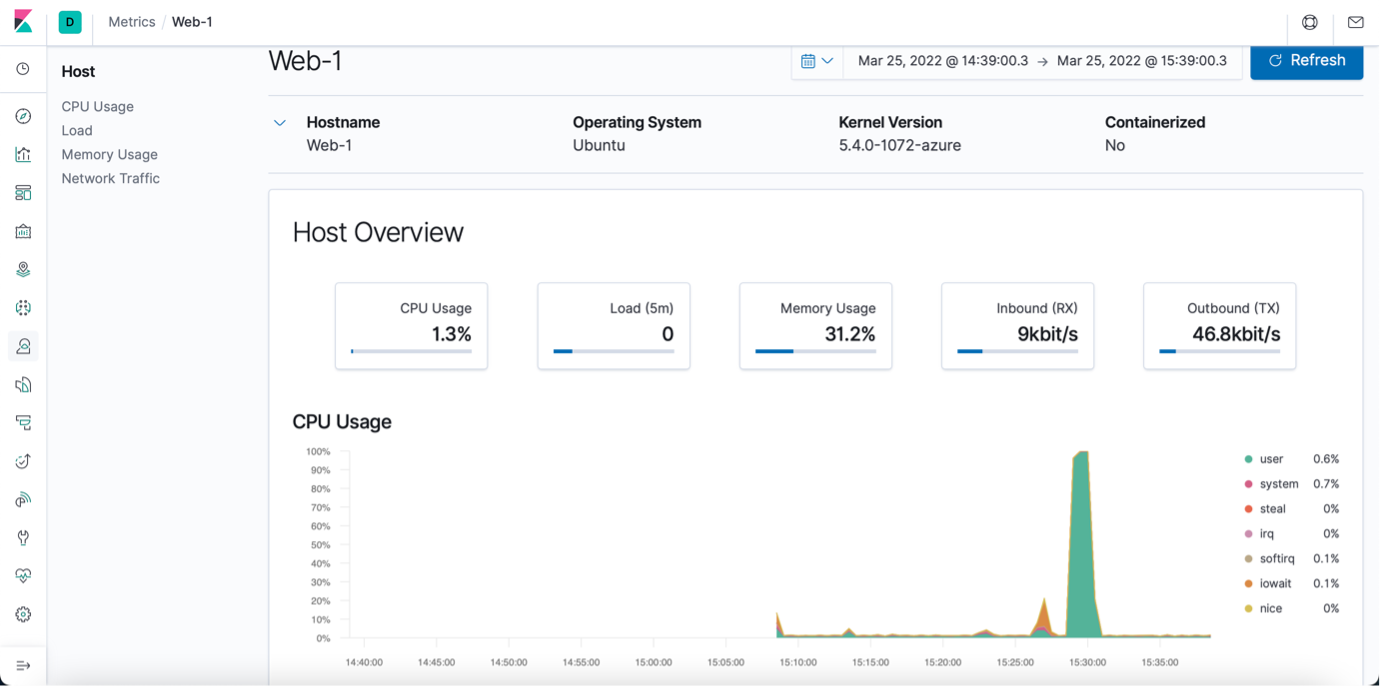 D Metrics / Web-1
Host
CPU Usage
Load
Memory Usage
Network Traffic
Web-1
Mar 25, 2022 @ 14:39:00.3 → Mar 25, 2022 @ 15:39:00.3
Refresh
Hostname Operating System Kernel Version Containerized
Web-1 Ubuntu 5.4.0-1072-azure No
Host Overview
CPU Usage Load (5m) Memory Usage Inbound (RX) Outbound (TX)
1.3% 0 31.2% 9kbit/s 46.8kbit/s
CPU Usage
100%
90%
80%
70%
60%
50%
40%
30%
20%
10%
0%
14:40:00 14:45:00 14:50:00 14:55:00 15:00:00 15:05:00 15:10:00 15:15:00 15:20:00 15:25:00 15:30:00 15:35:00
user 0.6%
system 0.7%
steal 0%
irq 0%
softirq 0.1%
iowait 0.1%
nice 0%